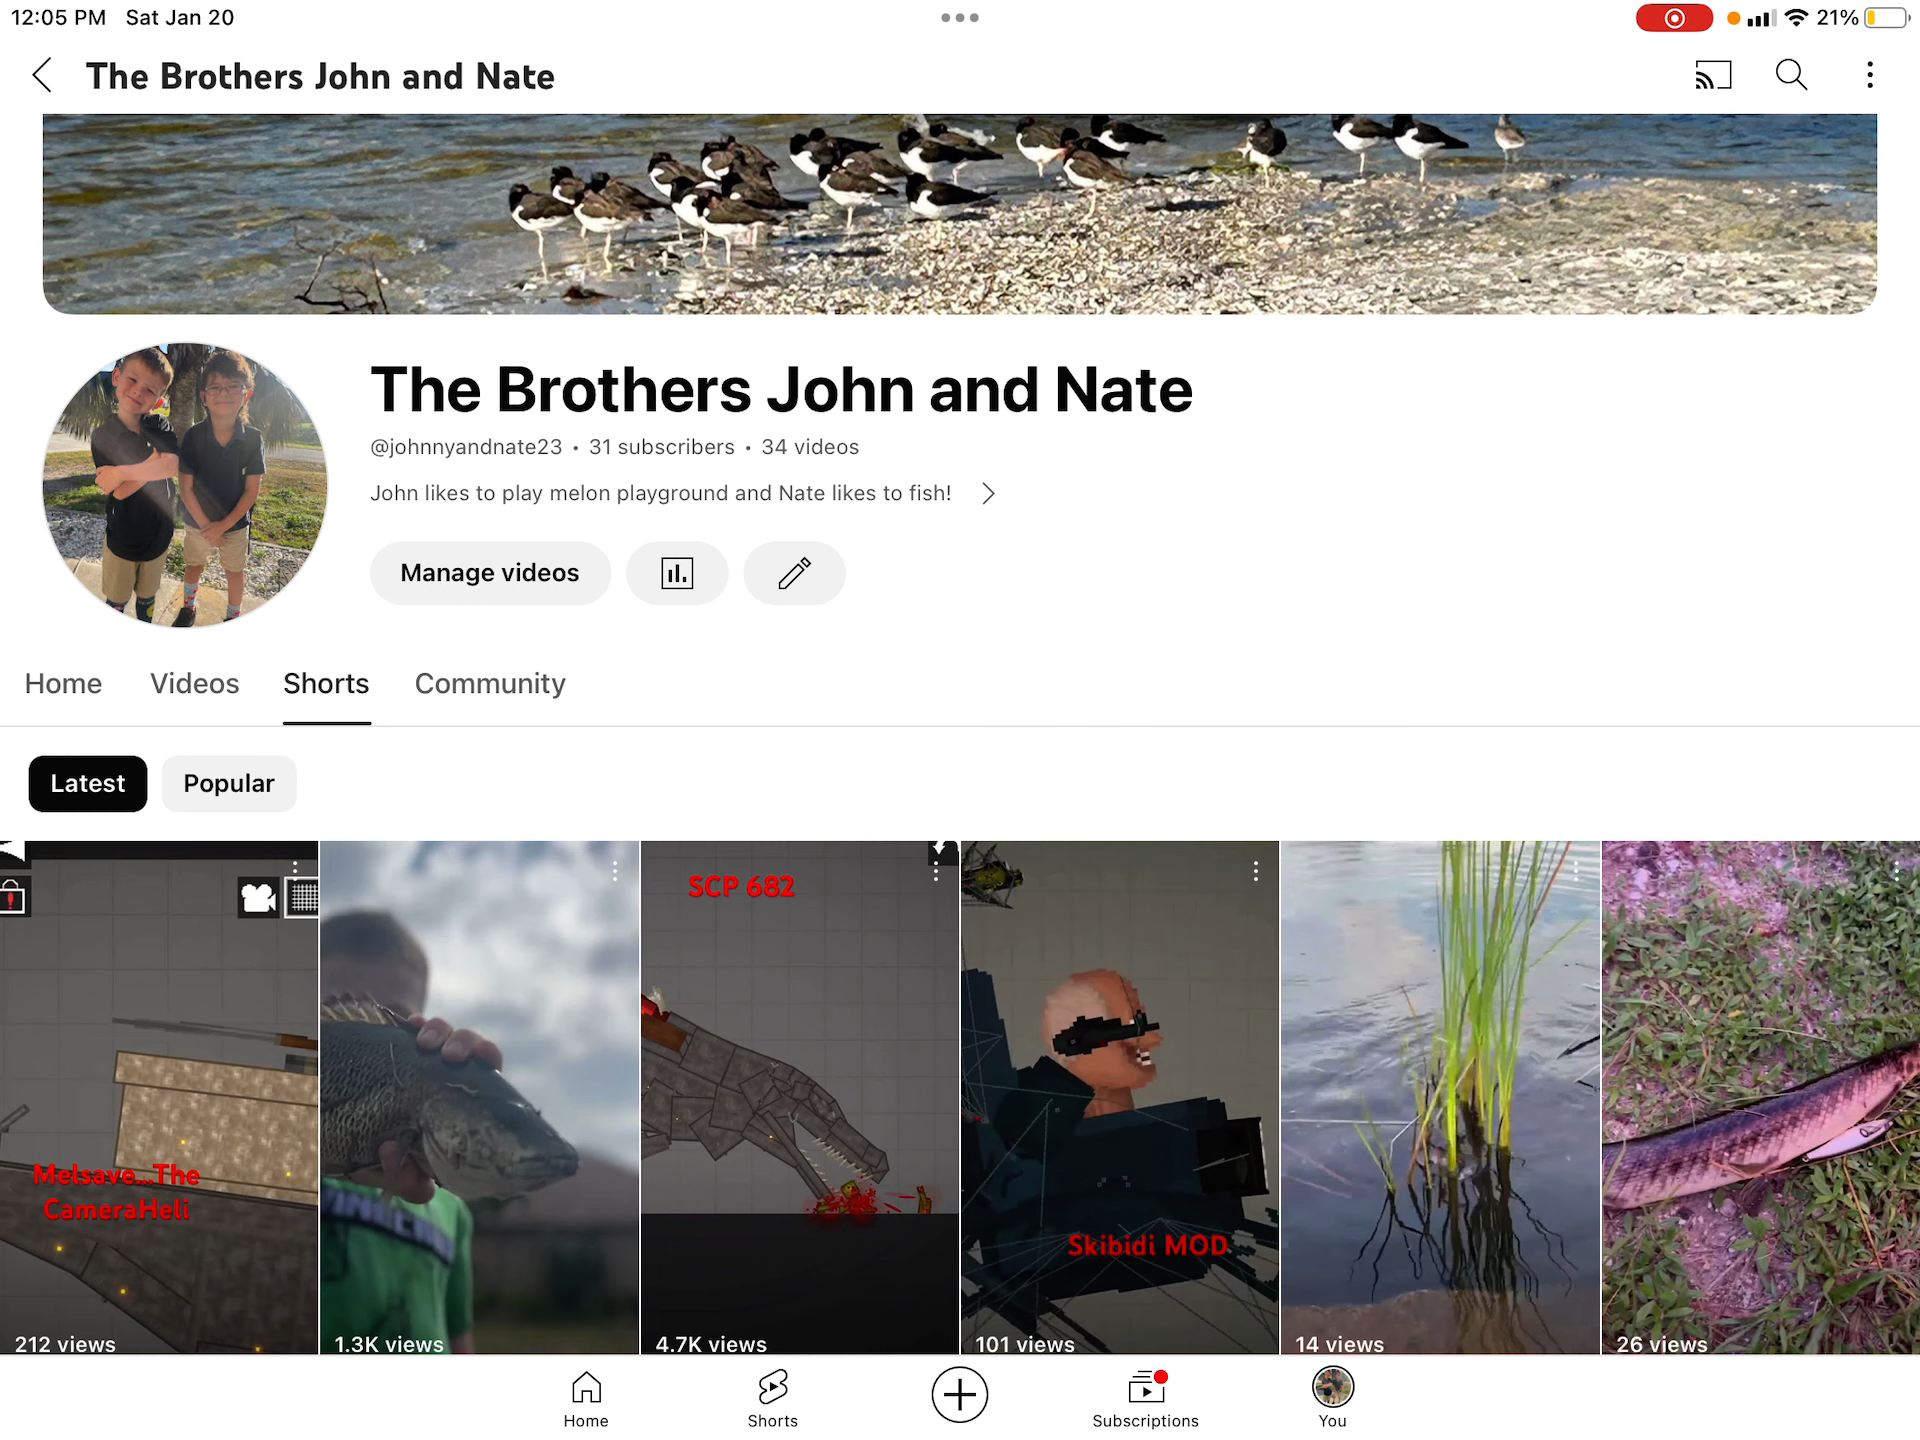 12:05 PM Sat Jan 20
21%
The Brothers John and Nate
The Brothers John and Nate
@johnnyandnate23 • 31 subscribers • 34 videos
John likes to play melon playground and Nate likes to fish!
Manage videos
Home Videos Shorts Community
Latest Popular
SCP 682
Melsave...The
CameraHeli
Skibidi MOD
212 views 1.3K views 4.7K views 101 views 14 views 26 views
Home Shorts Subscriptions You